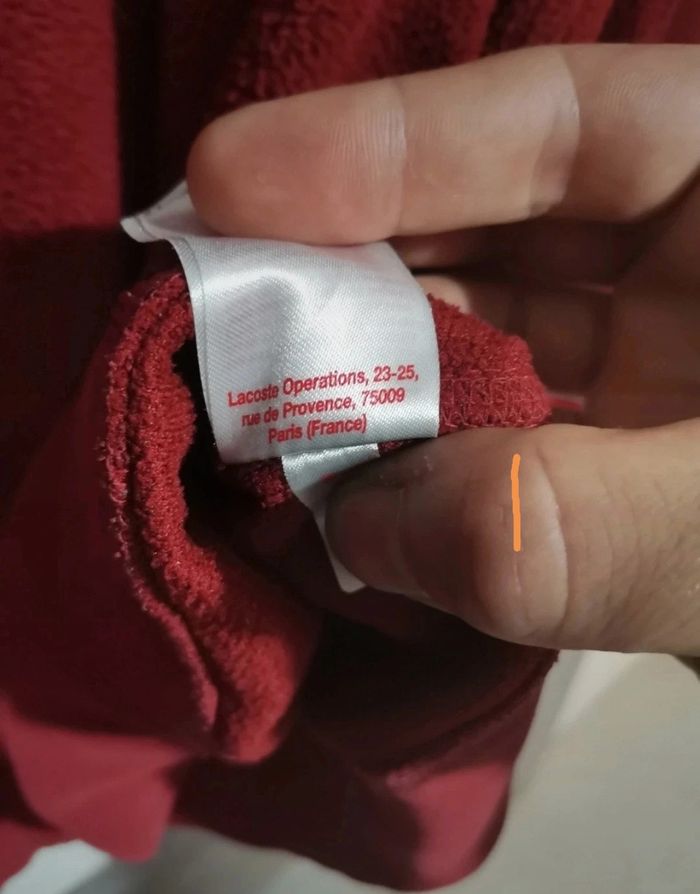 Lacoste Operations, 23-25,
rue de Provence, 75009
Paris (France)